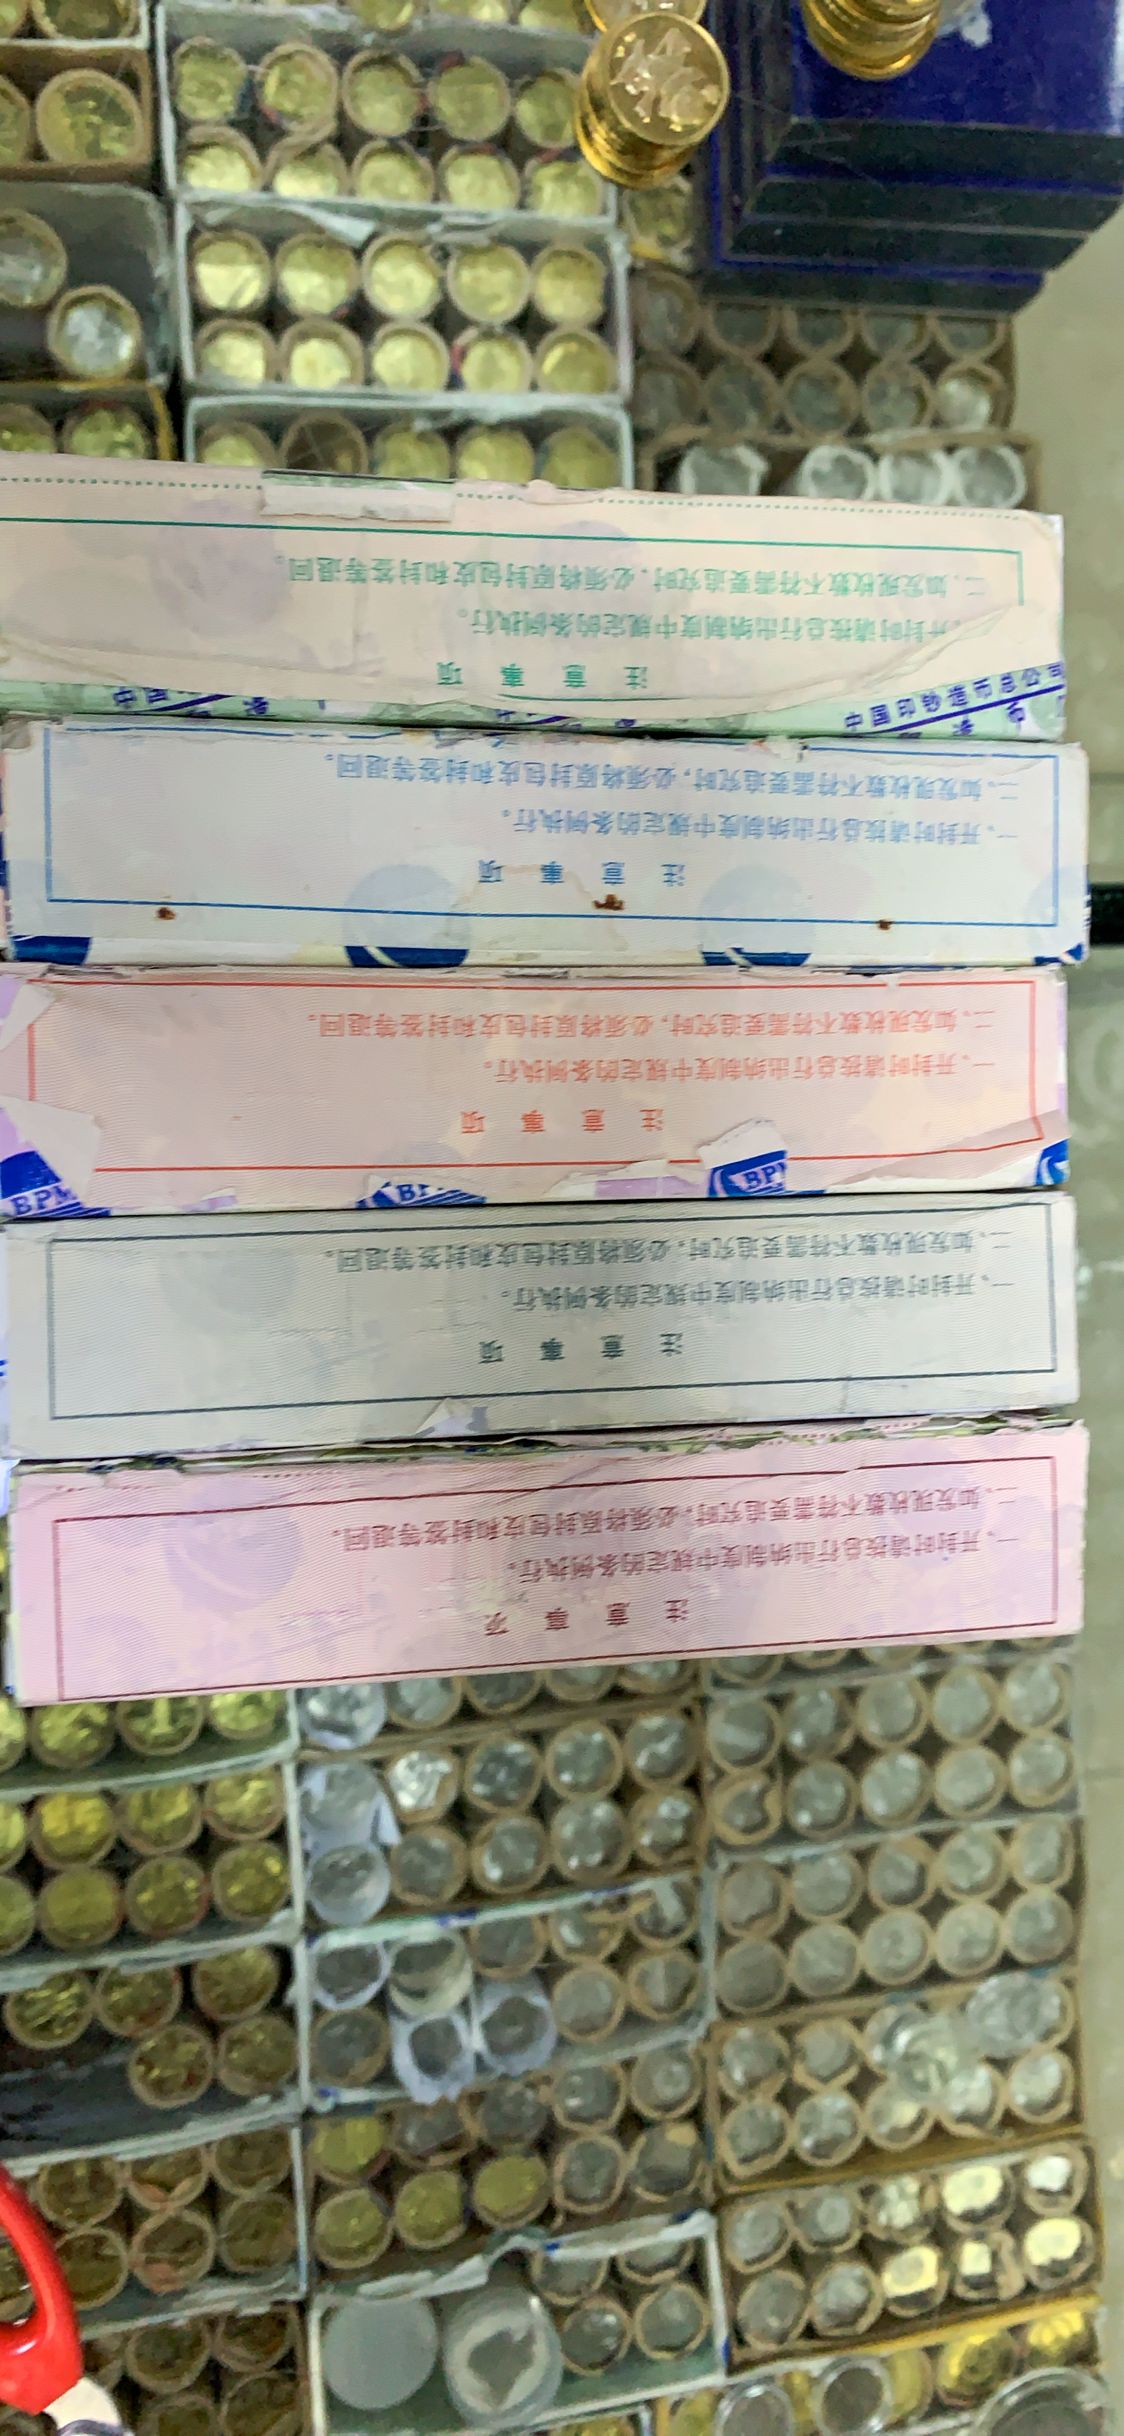 注意事项
开封时请按总行出纳制度中规定的条例执行。
二、如发现枚数不符需要追究时，必须将原封包皮和封签等退回。
中国
中国印钞造币总公司
注意事项
一、开封时请按总行出纳制度中规定的条例执行。
二、如发现枚数不符需要追究时，必须将原封包皮和封签等退回。
注意事项
一、开封时请按总行出纳制度中规定的条例执行。
二、如发现枚数不符需要追究时，必须将原封包皮和封签等退回。
BPM
BP
BP
注意事项
一、开封时请按总行出纳制度中规定的条例执行。
二、如发现枚数不符需要追究时，必须将原封包皮和封签等退回。
注意事项
一、开封时请按总行出纳制度中规定的条例执行。
二、如发现枚数不符需要追究时，必须将原封包皮和封签等退回。